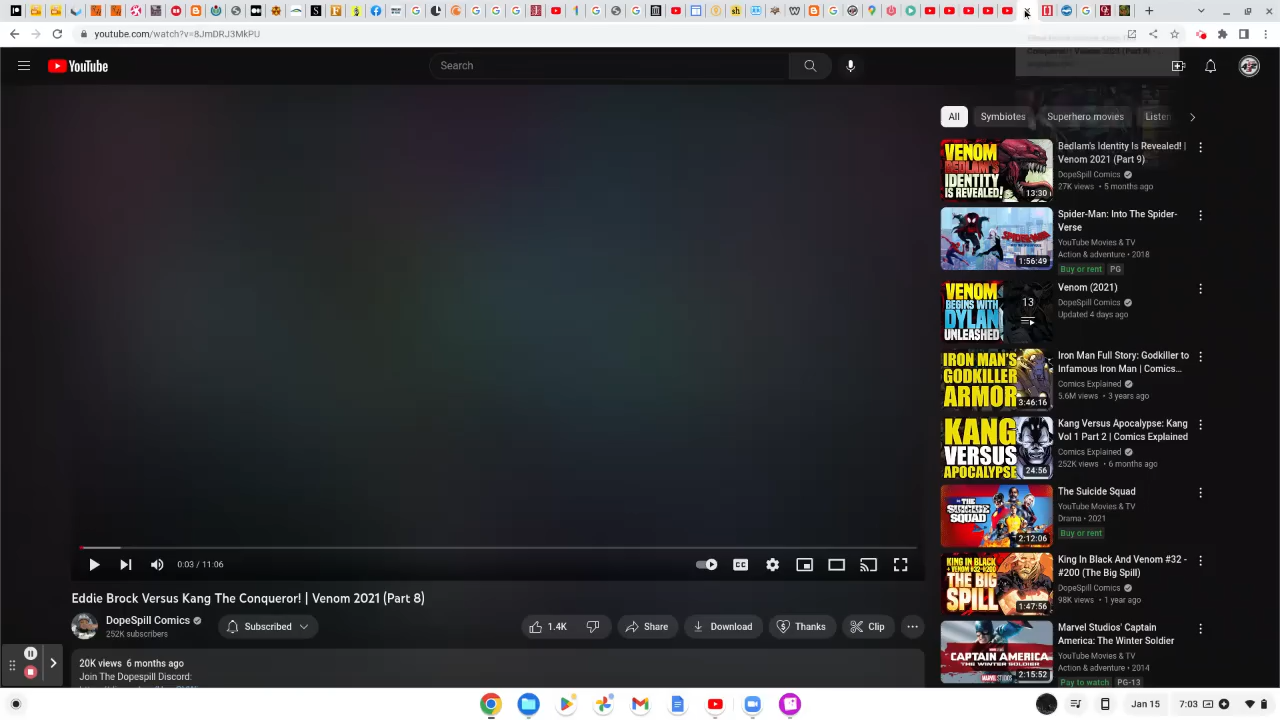 youtube.com/watch?v=8JmDRJ3MkPU
YouTube
Search
All
Symbiotes
Superhero movies
Listen
VENOM
BEDLAM'S
IDENTITY
IS REVEALED!
13:30
Bedlam's Identity Is Revealed! |
Venom 2021 (Part 9)
DopeSpill Comics
27K views • 5 months ago
1:56:49
Spider-Man: Into The Spider-
Verse
YouTube Movies & TV
Action & adventure • 2018
Buy or rent PG
VENOM
BEGINS WITH
DYLAN
UNLEASHED
13
Venom (2021)
DopeSpill Comics
Updated 4 days ago
IRON MAN'S
GODKILLER
ARMOR
3:46:16
Iron Man Full Story: Godkiller to
Infamous Iron Man | Comics...
Comics Explained
5.6M views • 3 years ago
KANG
VERSUS
APOCALYPSE
24:56
Kang Versus Apocalypse: Kang
Vol 1 Part 2 | Comics Explained
Comics Explained
252K views • 6 months ago
THE
SUICIDE
SQUAD
2:12:06
The Suicide Squad
YouTube Movies & TV
Drama • 2021
Buy or rent
KING IN BLACK
+ VENOM #32-#200
THE BIG
SPILL
1:47:56
King In Black And Venom #32 -
#200 (The Big Spill)
DopeSpill Comics
98K views • 1 year ago
CAPTAIN AMERICA
THE WINTER SOLDIER
2:15:52
Marvel Studios' Captain
America: The Winter Soldier
YouTube Movies & TV
Action & adventure • 2014
Pay to watch PG-13
0:03 / 11:06
CC
Eddie Brock Versus Kang The Conqueror! | Venom 2021 (Part 8)
DopeSpill Comics
252K subscribers
Subscribed
1.4K
Share
Download
Thanks
Clip
20K views 6 months ago
Join The Dopespill Discord:
Jan 15
7:03